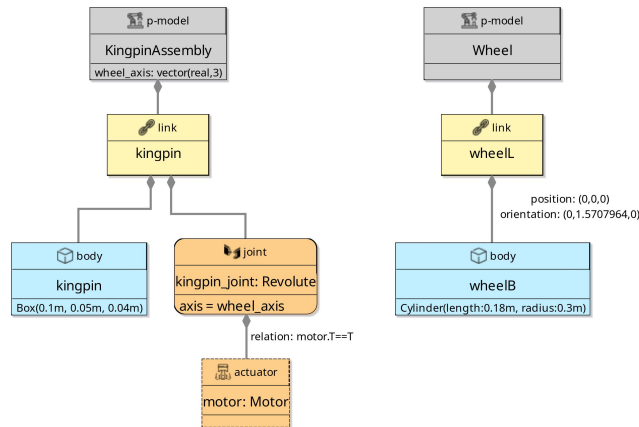 p-model
KingpinAssembly
wheel_axis: vector(real,3)
link
kingpin
body
kingpin
Box(0.1m, 0.05m, 0.04m)
joint
kingpin_joint: Revolute
axis = wheel_axis
relation: motor.T==T
actuator
motor: Motor
p-model
Wheel
link
wheelL
position: (0,0,0)
orientation: (0,1.5707964,0)
body
wheelB
Cylinder(length:0.18m, radius:0.3m)